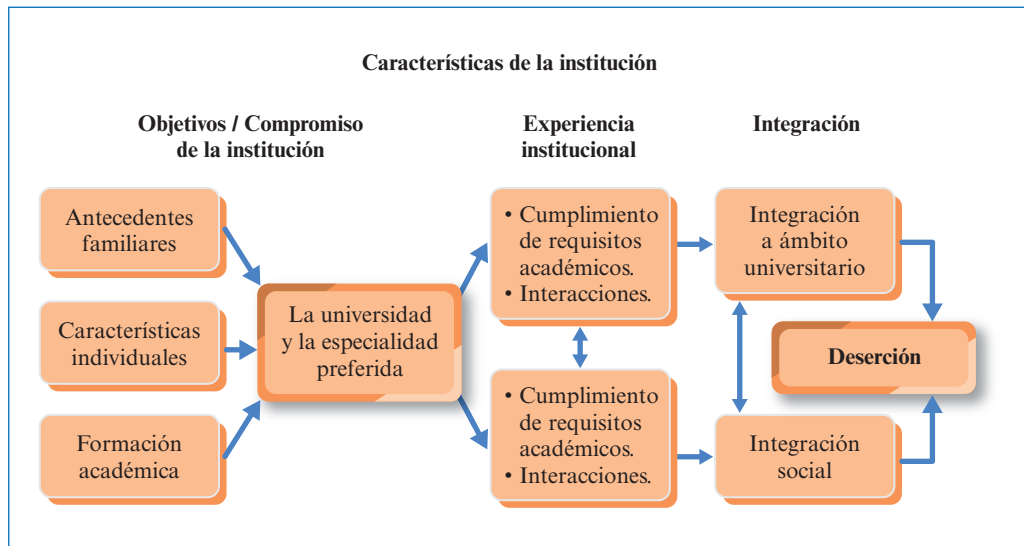 Características de la institución
Objetivos / Compromiso
de la institución
Experiencia
institucional
Integración
Antecedentes
familiares
Características
individuales
Formación
académica
La universidad
y la especialidad
preferida
• Cumplimiento
de requisitos
académicos.
• Interacciones.
• Cumplimiento
de requisitos
académicos.
• Interacciones.
Integración
a ámbito
universitario
Integración
social
Deserción